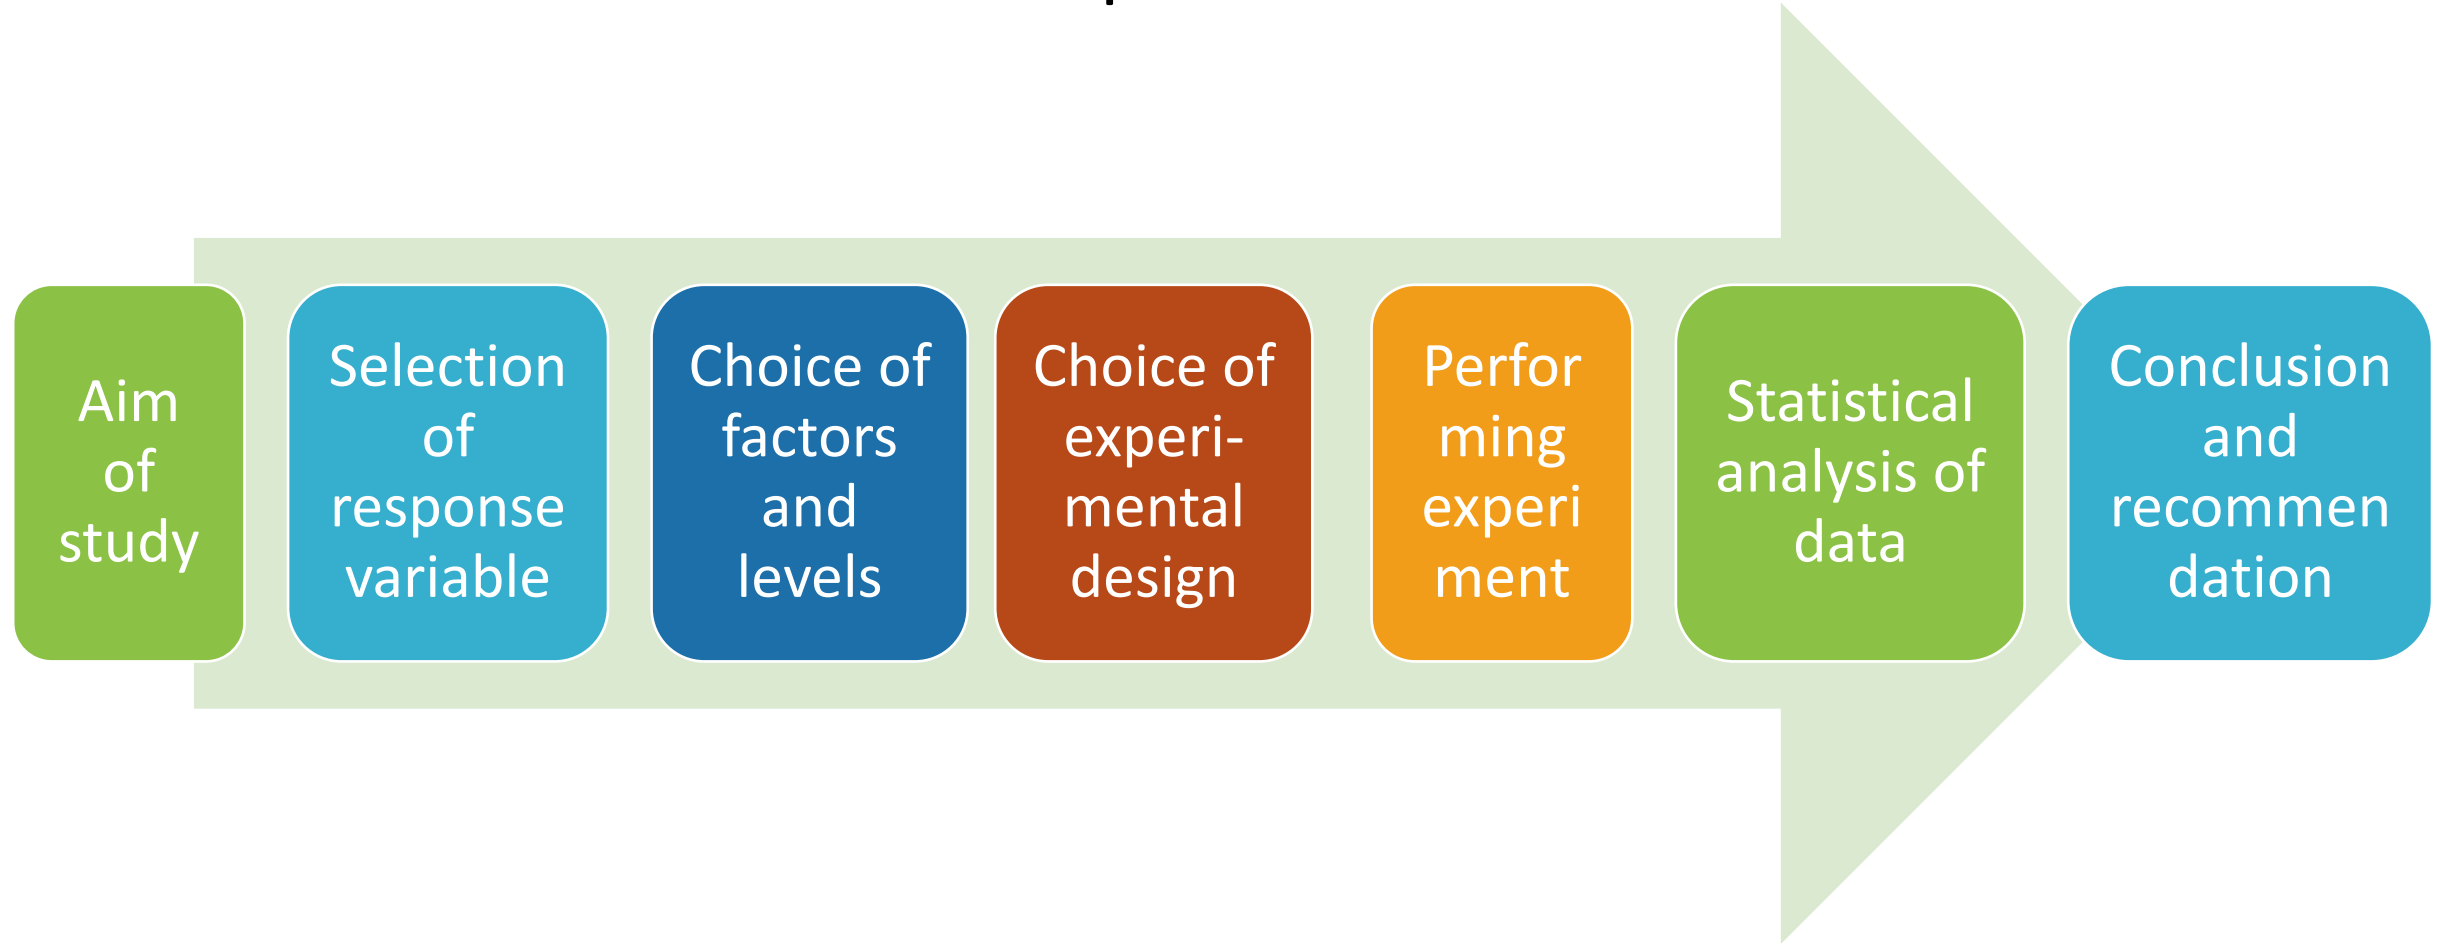 Aim
of
study
Selection
of
response
variable
Choice of
factors
and
levels
Choice of
experi-
mental
design
Perfor
ming
experi
ment
Statistical
analysis of
data
Conclusion
and
recommen
dation